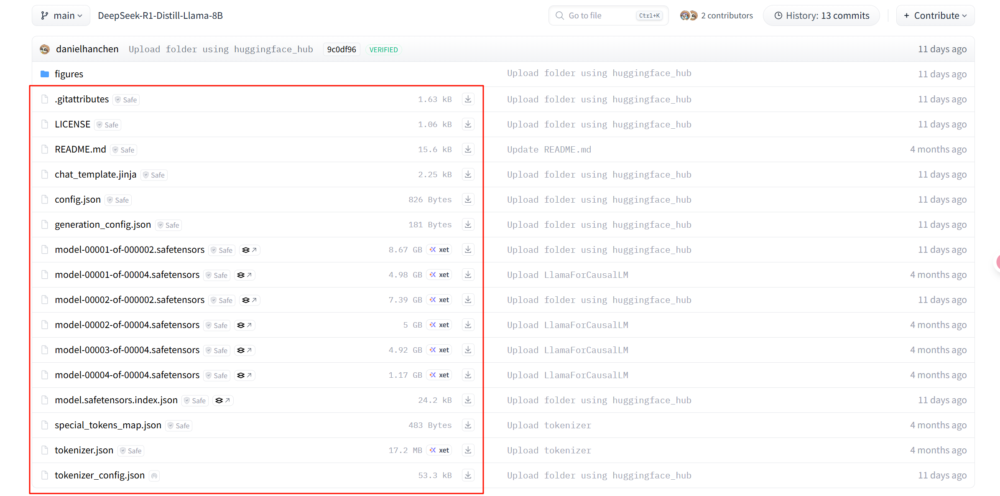 main DeepSeek-R1-Distill-Llama-8B Go to file Ctrl+K 2 contributors History: 13 commits + Contribute
danielhanchen Upload folder using huggingface_hub 9c0df96 VERIFIED 11 days ago
figures Upload folder using huggingface_hub 11 days ago
.gitattributes Safe 1.63 kB Upload folder using huggingface_hub 11 days ago
LICENSE Safe 1.06 kB Upload folder using huggingface_hub 11 days ago
README.md Safe 15.6 kB Update README.md 4 months ago
chat_template.jinja Safe 2.25 kB Upload folder using huggingface_hub 11 days ago
config.json Safe 826 Bytes Upload folder using huggingface_hub 11 days ago
generation_config.json Safe 181 Bytes Upload folder using huggingface_hub 11 days ago
model-00001-of-000002.safetensors Safe 8.67 GB xet Upload folder using huggingface_hub 11 days ago
model-00001-of-00004.safetensors Safe 4.98 GB xet Upload LlamaForCausalLM 4 months ago
model-00002-of-000002.safetensors Safe 7.39 GB xet Upload folder using huggingface_hub 11 days ago
model-00002-of-00004.safetensors Safe 5 GB xet Upload LlamaForCausalLM 4 months ago
model-00003-of-00004.safetensors Safe 4.92 GB xet Upload LlamaForCausalLM 4 months ago
model-00004-of-00004.safetensors Safe 1.17 GB xet Upload LlamaForCausalLM 4 months ago
model.safetensors.index.json Safe 24.2 kB Upload folder using huggingface_hub 11 days ago
special_tokens_map.json Safe 483 Bytes Upload tokenizer 4 months ago
tokenizer.json Safe 17.2 MB xet Upload tokenizer 4 months ago
tokenizer_config.json 53.3 kB Upload folder using huggingface_hub 11 days ago